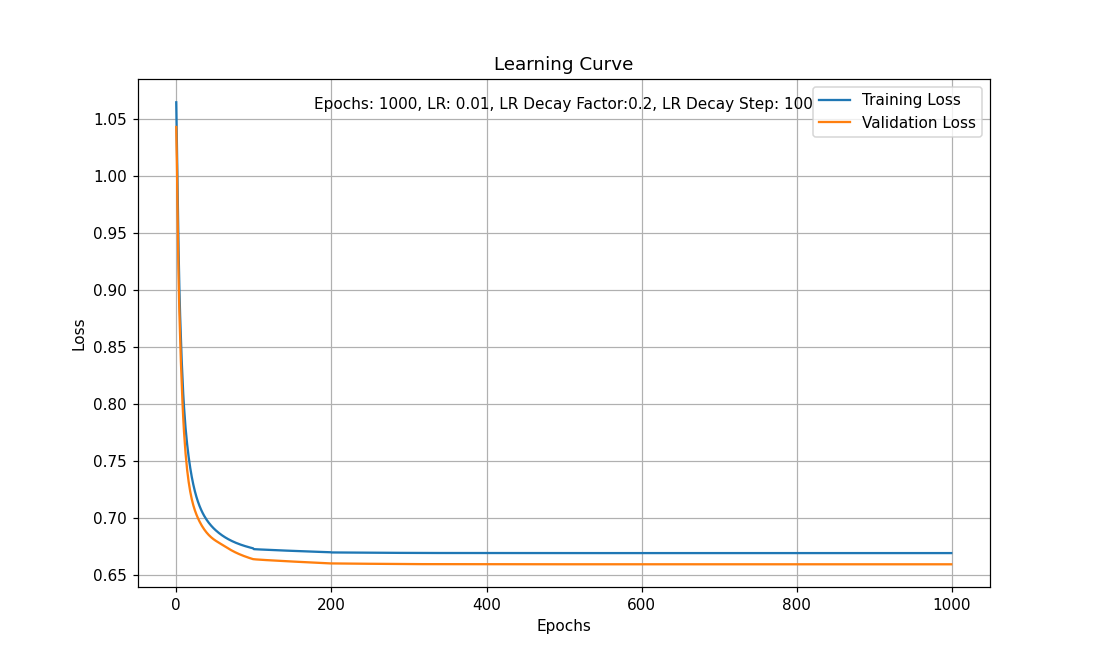 Learning Curve
Epochs: 1000, LR: 0.01, LR Decay Factor:0.2, LR Decay Step: 100
Training Loss
Validation Loss
1.05
1.00
0.95
0.90
0.85
0.80
0.75
0.70
0.65
Loss
0 200 400 600 800 1000
Epochs